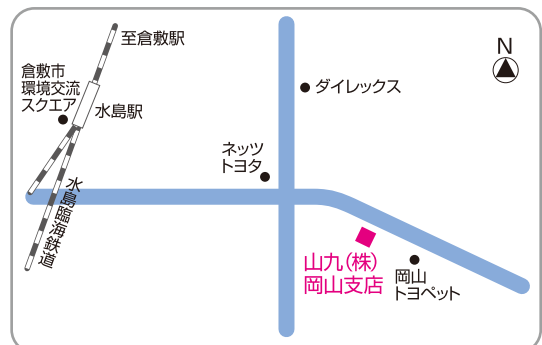 至倉敷駅
N
倉敷市
環境交流
スクエア
水島駅
ダイレックス
ネッツ
トヨタ
水島臨海鉄道
山九(株)
岡山支店
岡山
トヨペット